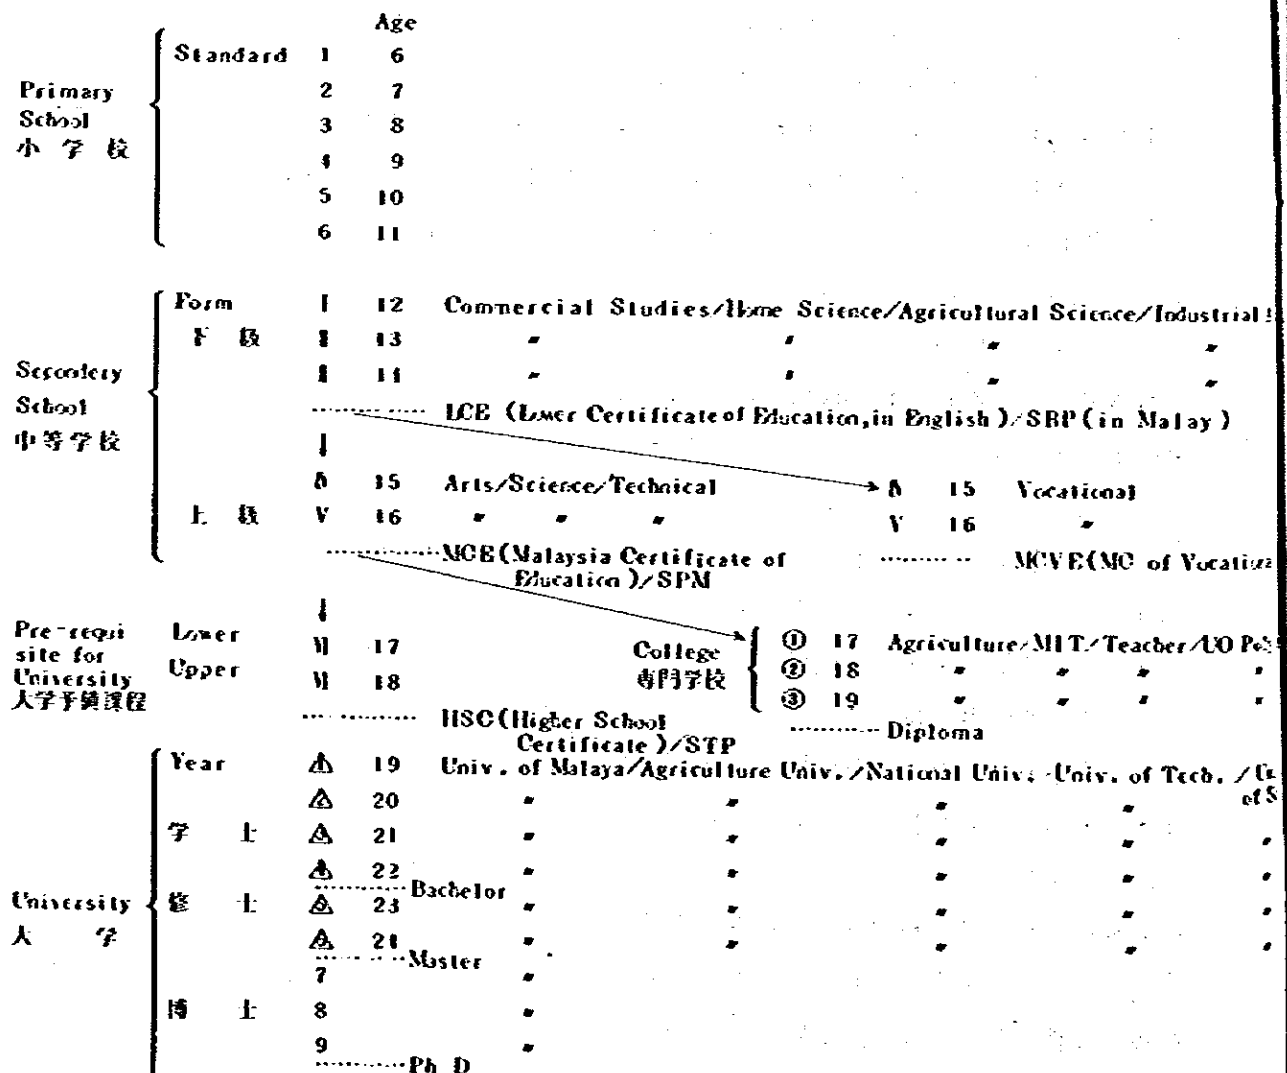 Age
Standard 1 6
Primary 2 7
School 3 8
小学校 4 9
5 10
6 11
Form I 12 Commercial Studies/Home Science/Agricultural Science/Industrial
下級 II 13 〃 〃 〃 〃
Secondery III 14 〃 〃 〃 〃
School LCE (Lower Certificate of Education, in English)/SRP (in Malay)
中等学校 ↓
15 Arts/Science/Technical 15 Vocational
上級 V 16 〃 〃 〃 V 16 〃
MCE (Malaysia Certificate of MCVE (MC of
Education)/SPM
↓
Pre-requi Lower VI 17 College ① 17 Agriculture/MIT/Teacher/UO
site for
University Upper VI 18 専門学校 ② 18 〃 〃 〃 〃
大学予備課程 ③ 19 〃 〃 〃 〃
HSC (Higher School Diploma
Certificate)/STP
Year 1 19 Univ. of Malaya/Agriculture Univ./National Univ. Univ. of Tech. /
2 20 〃 〃 〃 〃 of S
学士 3 21 〃 〃 〃 〃 〃
4 22 〃 〃 〃 〃 〃
Bachelor
University 修士 5 23 〃 〃 〃 〃 〃
大学 6 24 〃 〃 〃 〃 〃
Master
7 〃
博士 8 〃
9 〃
Ph D